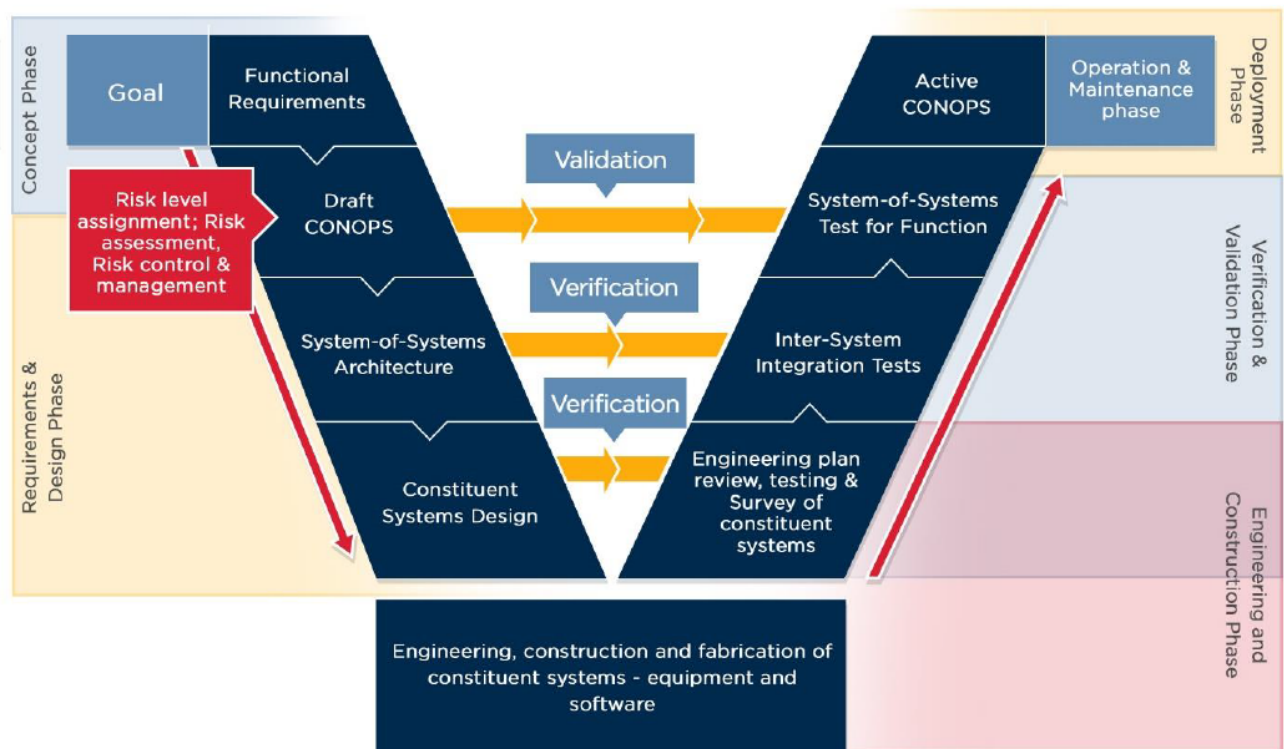 Concept Phase
Goal
Functional
Requirements
Risk level
assignment; Risk
assessment,
Risk control &
management
Draft
CONOPS
Requirements &
Design Phase
System-of-Systems
Architecture
Constituent
Systems Design
Validation
Verification
Verification
Active
CONOPS
Operation &
Maintenance
phase
Deployment
Phase
System-of-Systems
Test for Function
Inter-System
Integration Tests
Verification &
Validation Phase
Engineering plan
review, testing &
Survey of
constituent
systems
Engineering and
Construction Phase
Engineering, construction and fabrication of
constituent systems - equipment and
software